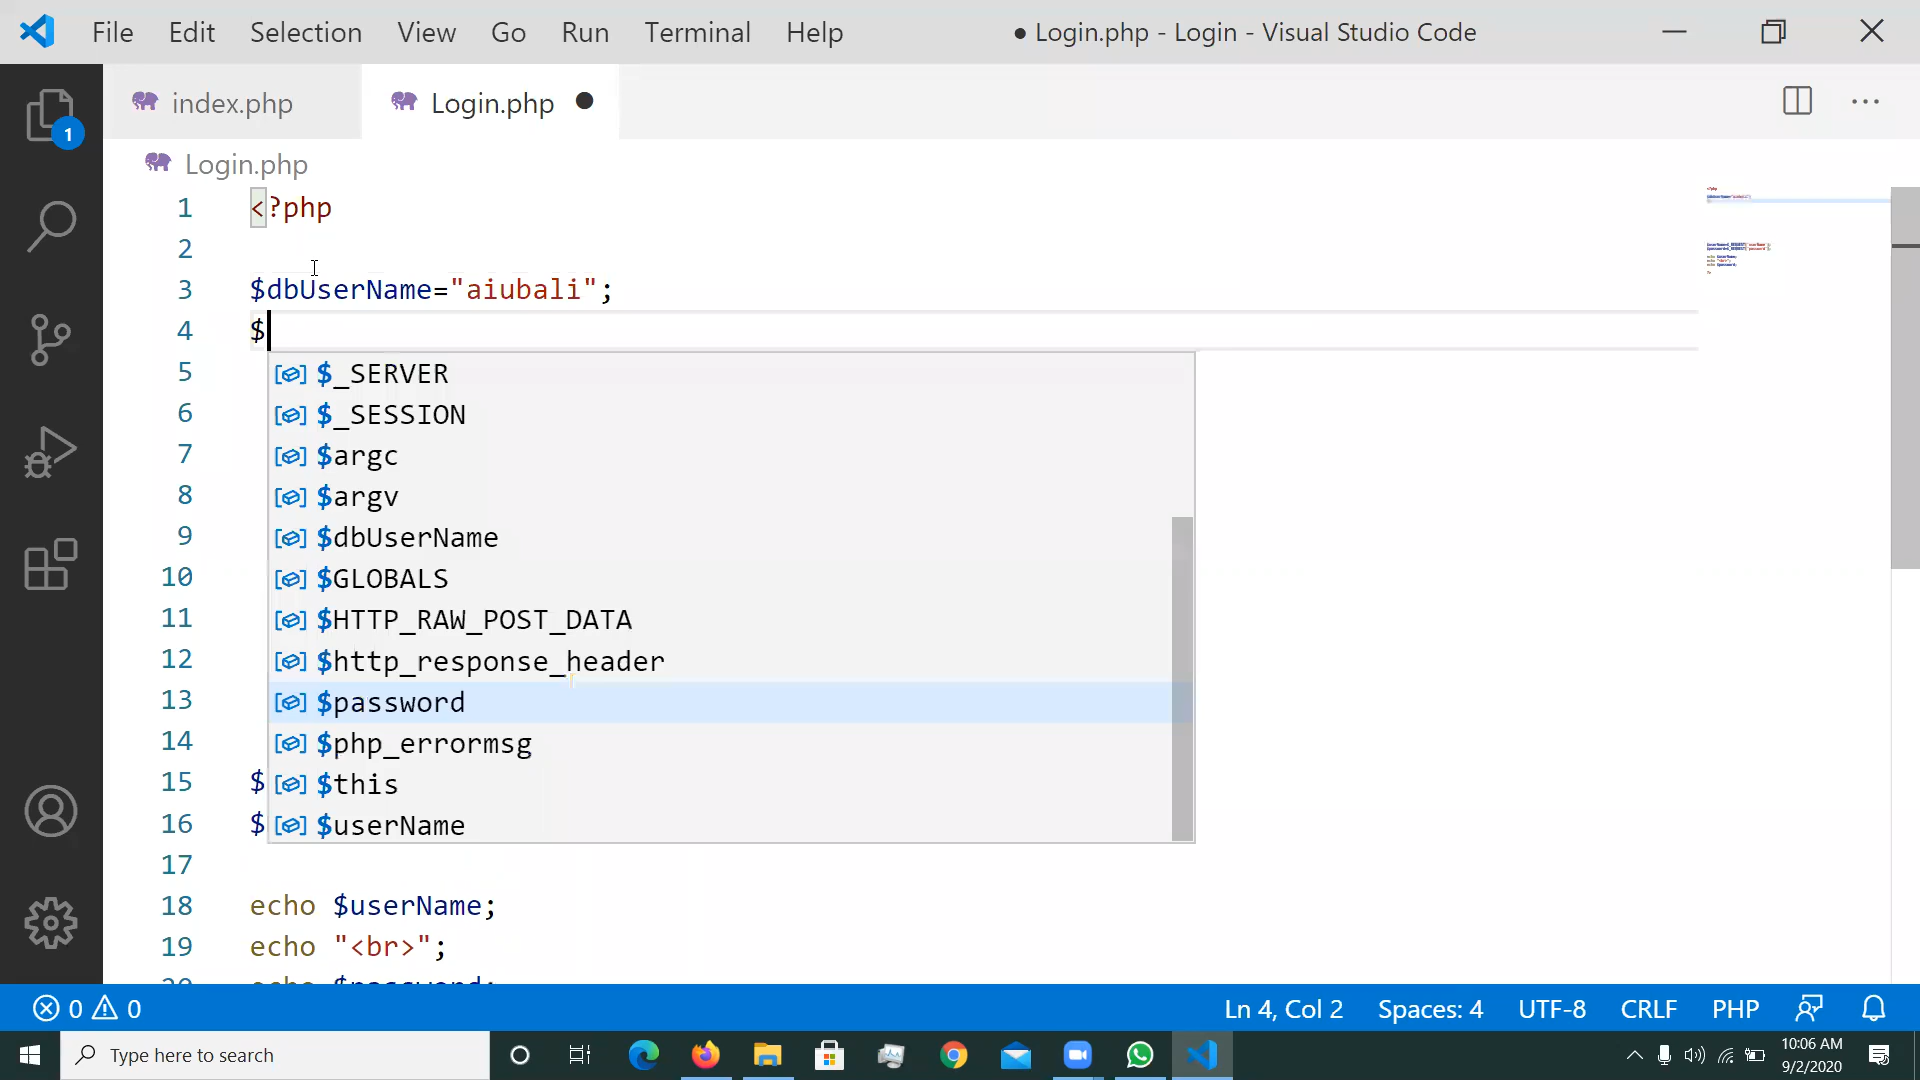 File Edit Selection View Go Run Terminal Help ● Login.php - Login - Visual Studio Code
index.php Login.php
1
Login.php
1 <?php
2
3 $dbUserName="aiubali";
4 $
5 $_SERVER
6 $_SESSION
7 $argc
8 $argv
9 $dbUserName
10 $GLOBALS
11 $HTTP_RAW_POST_DATA
12 $http_response_header
13 $password
14 $php_errormsg
15 $ $this
16 $ $userName
17
18 echo $userName;
19 echo "<br>";
20 echo $password;
0 0 Ln 4, Col 2 Spaces: 4 UTF-8 CRLF PHP
Type here to search
10:06 AM
9/2/2020